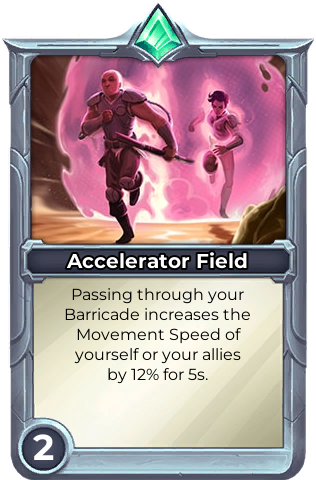 Accelerator Field
Passing through your
Barricade increases the
Movement Speed of
yourself or your allies
by 12% for 5s.
2